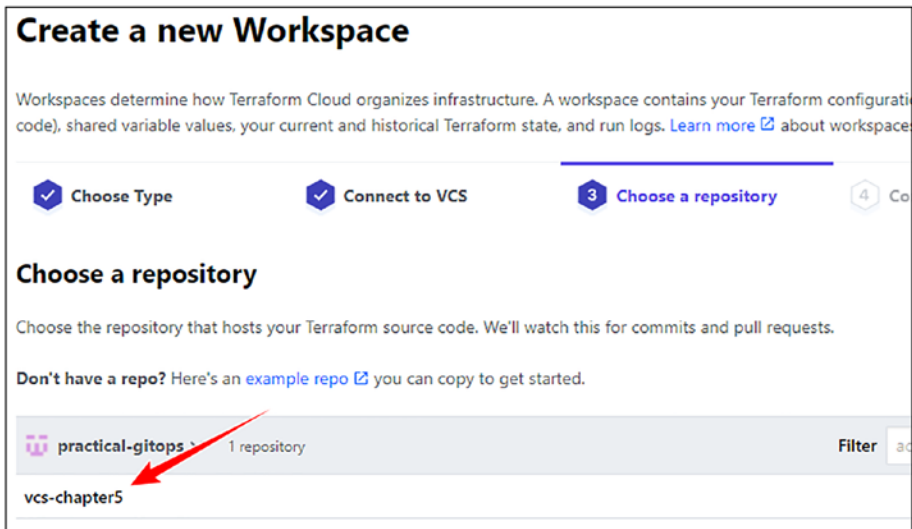 Create a new Workspace
Workspaces determine how Terraform Cloud organizes infrastructure. A workspace contains your Terraform
code), shared variable values, your current and historical Terraform state, and run logs. Learn more about
Choose Type
Connect to VCS
3 Choose a repository
4
Choose a repository
Choose the repository that hosts your Terraform source code. We'll watch this for commits and pull requests.
Don't have a repo? Here's an example repo you can copy to get started.
practical-gitops 1 repository Filter
vcs-chapter5